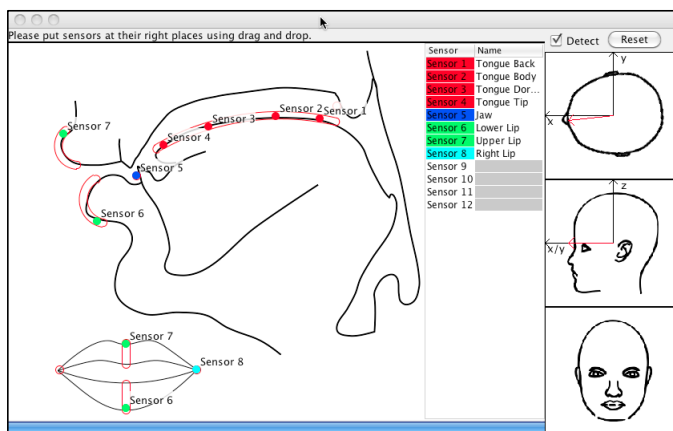 Please put sensors at their right places using drag and drop.
Detect
Reset
Sensor Name
Sensor 1 Tongue Back
Sensor 2 Tongue Body
Sensor 3 Tongue Dor...
Sensor 4 Tongue Tip
Sensor 5 Jaw
Sensor 6 Lower Lip
Sensor 7 Upper Lip
Sensor 8 Right Lip
Sensor 9
Sensor 10
Sensor 11
Sensor 12
Sensor 7
Sensor 4
Sensor 3
Sensor 2
Sensor 1
Sensor 5
Sensor 6
Sensor 7
Sensor 8
Sensor 6
y
x
z
x/y